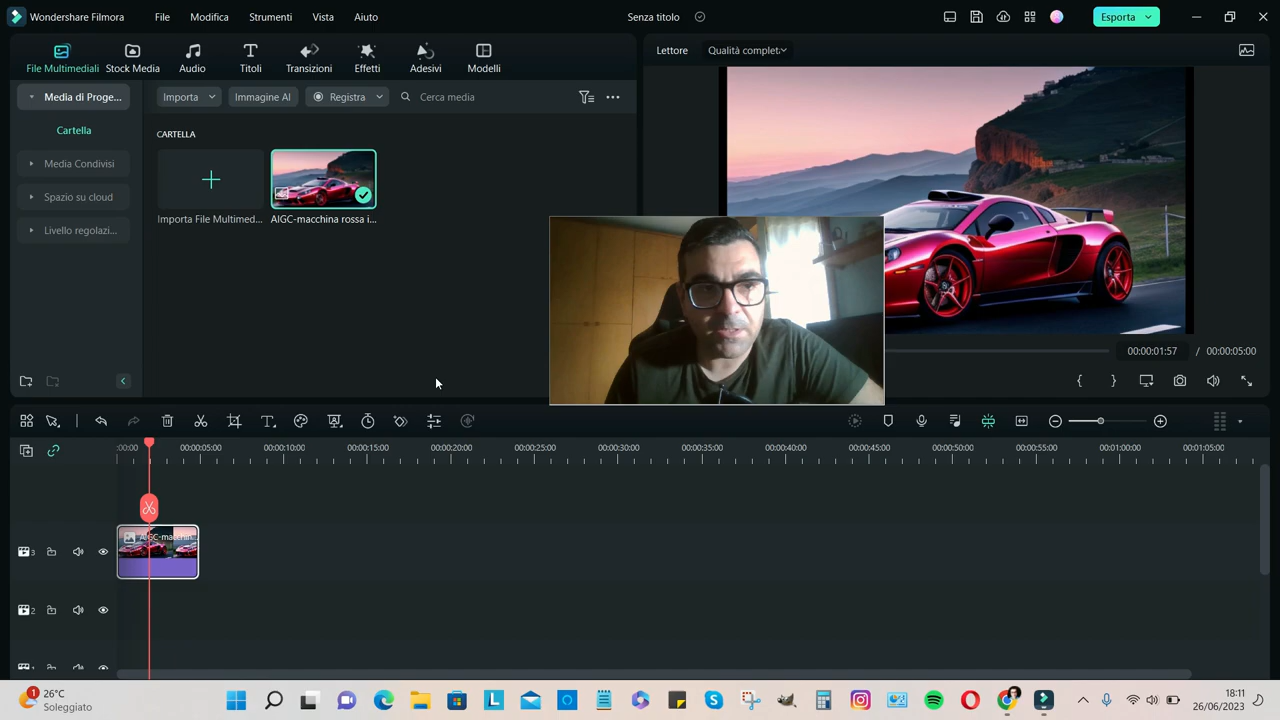 Wondershare Filmora File Modifica Strumenti Vista Aiuto Senza titolo Esporta
File Multimediali Stock Media Audio Titoli Transizioni Effetti Adesivi Modelli
Lettore Qualità complet
Media di Proge... Importa Immagine AI Registra Cerca media
Cartella
CARTELLA
Media Condivisi
Spazio su cloud
Importa File Multimed... AIGC-macchina rossa i...
Livello regolazi...
00:00:01:57 / 00:00:05:00
:00:00 00:00:05:00 00:00:10:00 00:00:15:00 00:00:20:00 00:00:25:00 00:00:30:00 00:00:35:00 00:00:40:00 00:00:45:00 00:00:50:00 00:00:55:00 00:01:00:00 00:01:05:00
AIGC-macchin...
3
2
1
26°C
Soleggiato
18:11
26/06/2023